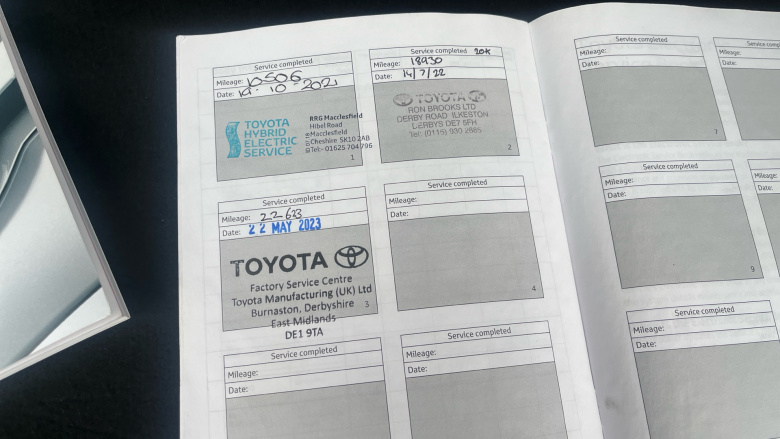 Service completed
Mileage: 10506
Date: 19.10.2021
TOYOTA
HYBRID
ELECTRIC
SERVICE
RRG Macclesfield
Hibel Road
Macclesfield
Cheshire SK10 2AB
Tel:- 01625 704796
1
Service completed 20K
Mileage: 18930
Date: 14/7/22
TOYOTA
RON BROOKS LTD
DERBY ROAD ILKESTON
DERBYS DE7 5FH
Tel: (0115) 930 2685
2
Service completed
Mileage: 22633
Date: 22 MAY 2023
TOYOTA
Factory Service Centre
Toyota Manufacturing (UK) Ltd
Burnaston, Derbyshire
East Midlands
DE1 9TA
3
Service completed
Mileage:
Date:
4
Service completed
Mileage:
Date:
Service completed
Mileage:
Date:
Service completed
Mileage:
Date:
7
Service
Mileage:
Date:
Service completed
Mileage:
Date:
9
Mileage:
Date:
Service completed
Mileage:
Date: